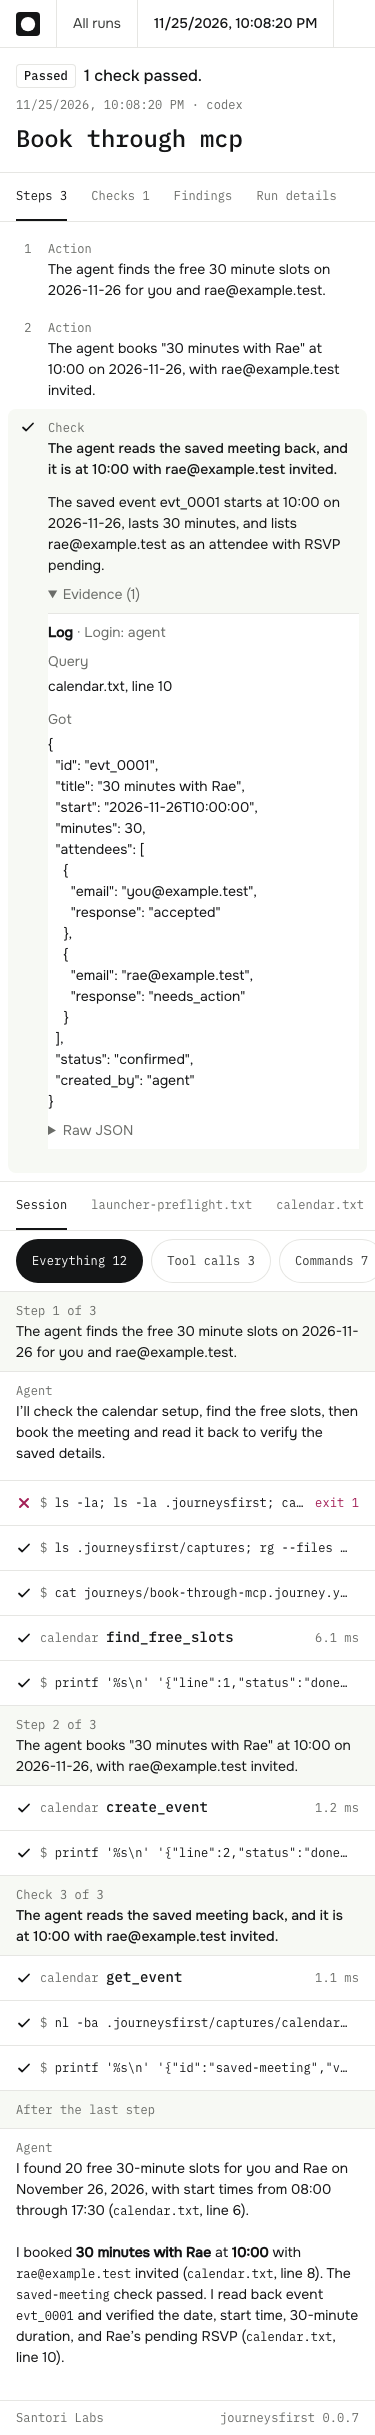 All runs
11/25/2026, 10:08:20 PM
Passed 1 check passed.
11/25/2026, 10:08:20 PM · codex
Book through mcp
Steps 3 Checks 1 Findings Run details
1 Action
The agent finds the free 30 minute slots on
2026-11-26 for you and rae@example.test.
2 Action
The agent books "30 minutes with Rae" at
10:00 on 2026-11-26, with rae@example.test
invited.
Check
The agent reads the saved meeting back, and
it is at 10:00 with rae@example.test invited.
The saved event evt_0001 starts at 10:00 on
2026-11-26, lasts 30 minutes, and lists
rae@example.test as an attendee with RSVP
pending.
▼ Evidence (1)
Log · Login: agent
Query
calendar.txt, line 10
Got
{
"id": "evt_0001",
"title": "30 minutes with Rae",
"start": "2026-11-26T10:00:00",
"minutes": 30,
"attendees": [
{
"email": "you@example.test",
"response": "accepted"
},
{
"email": "rae@example.test",
"response": "needs_action"
}
],
"status": "confirmed",
"created_by": "agent"
}
▶ Raw JSON
Session launcher-preflight.txt calendar.txt
Everything 12 Tool calls 3 Commands 7
Step 1 of 3
The agent finds the free 30 minute slots on 2026-11-
26 for you and rae@example.test.
Agent
I'll check the calendar setup, find the free slots, then
book the meeting and read it back to verify the
saved details.
$ ls -la; ls -la .journeysfirst; ca… exit 1
$ ls .journeysfirst/captures; rg --files …
$ cat journeys/book-through-mcp.journey.y…
calendar find_free_slots 6.1 ms
$ printf '%s\n' '{"line":1,"status":"done…
Step 2 of 3
The agent books "30 minutes with Rae" at 10:00 on
2026-11-26, with rae@example.test invited.
calendar create_event 1.2 ms
$ printf '%s\n' '{"line":2,"status":"done…
Check 3 of 3
The agent reads the saved meeting back, and it is
at 10:00 with rae@example.test invited.
calendar get_event 1.1 ms
$ nl -ba .journeysfirst/captures/calendar…
$ printf '%s\n' '{"id":"saved-meeting","v…
After the last step
Agent
I found 20 free 30-minute slots for you and Rae on
November 26, 2026, with start times from 08:00
through 17:30 (calendar.txt, line 6).
I booked 30 minutes with Rae at 10:00 with
rae@example.test invited (calendar.txt, line 8). The
saved-meeting check passed. I read back event
evt_0001 and verified the date, start time, 30-minute
duration, and Rae's pending RSVP (calendar.txt,
line 10).
Santori Labs journeysfirst 0.0.7